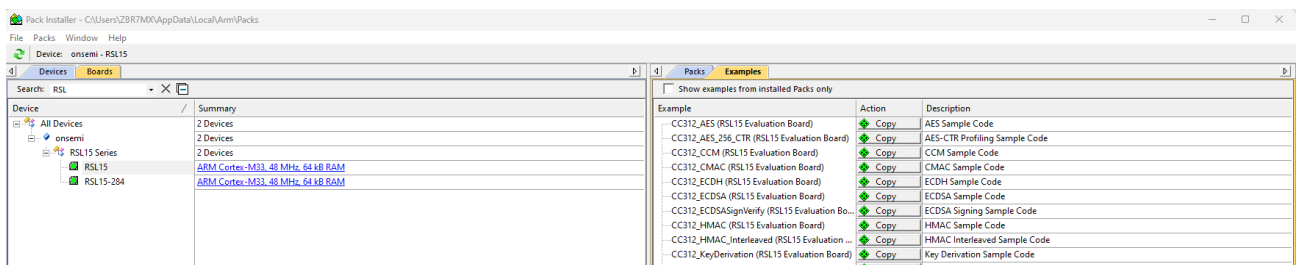 Pack Installer - C:\Users\ZBR7MX\AppData\Local\Arm\Packs
File Packs Window Help
Device: onsemi - RSL15
Devices Boards
Search: RSL
Device / Summary
All Devices 2 Devices
onsemi 2 Devices
RSL15 Series 2 Devices
RSL15 ARM Cortex-M33, 48 MHz, 64 kB RAM
RSL15-284 ARM Cortex-M33, 48 MHz, 64 kB RAM
Packs Examples
Show examples from installed Packs only
Example Action Description
CC312_AES (RSL15 Evaluation Board) Copy AES Sample Code
CC312_AES_256_CTR (RSL15 Evaluation Board) Copy AES-CTR Profiling Sample Code
CC312_CCM (RSL15 Evaluation Board) Copy CCM Sample Code
CC312_CMAC (RSL15 Evaluation Board) Copy CMAC Sample Code
CC312_ECDH (RSL15 Evaluation Board) Copy ECDH Sample Code
CC312_ECDSA (RSL15 Evaluation Board) Copy ECDSA Sample Code
CC312_ECDSASignVerify (RSL15 Evaluation Bo... Copy ECDSA Signing Sample Code
CC312_HMAC (RSL15 Evaluation Board) Copy HMAC Sample Code
CC312_HMAC_Interleaved (RSL15 Evaluation ... Copy HMAC Interleaved Sample Code
CC312_KeyDerivation (RSL15 Evaluation Board) Copy Key Derivation Sample Code